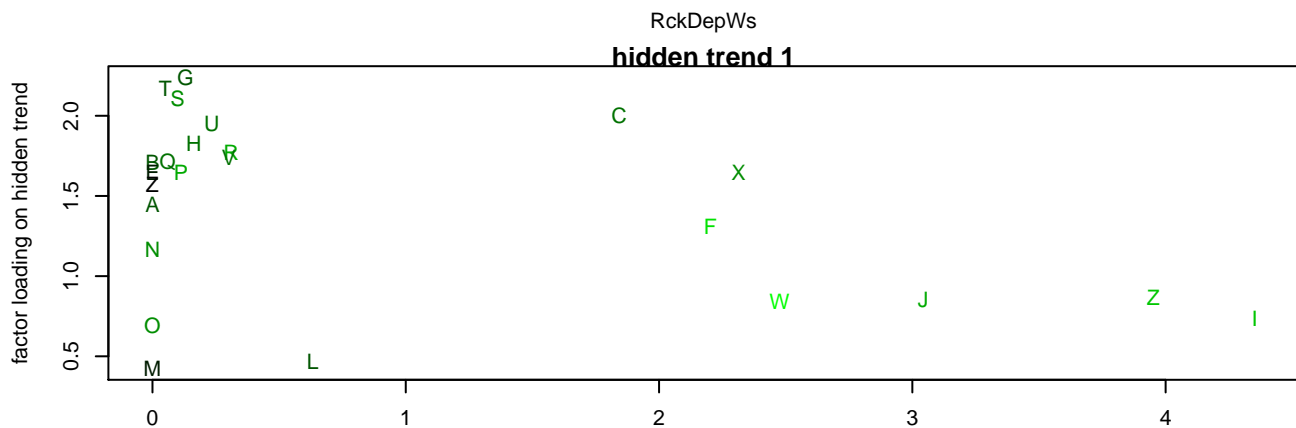 RckDepWs
hidden trend 1
factor loading on hidden trend
2.0
1.5
1.0
0.5
T G
S
U
C
H
R
V
B Q
P
E
Z
X
A
F
N
W
J
Z
I
O
M
L
0 1 2 3 4